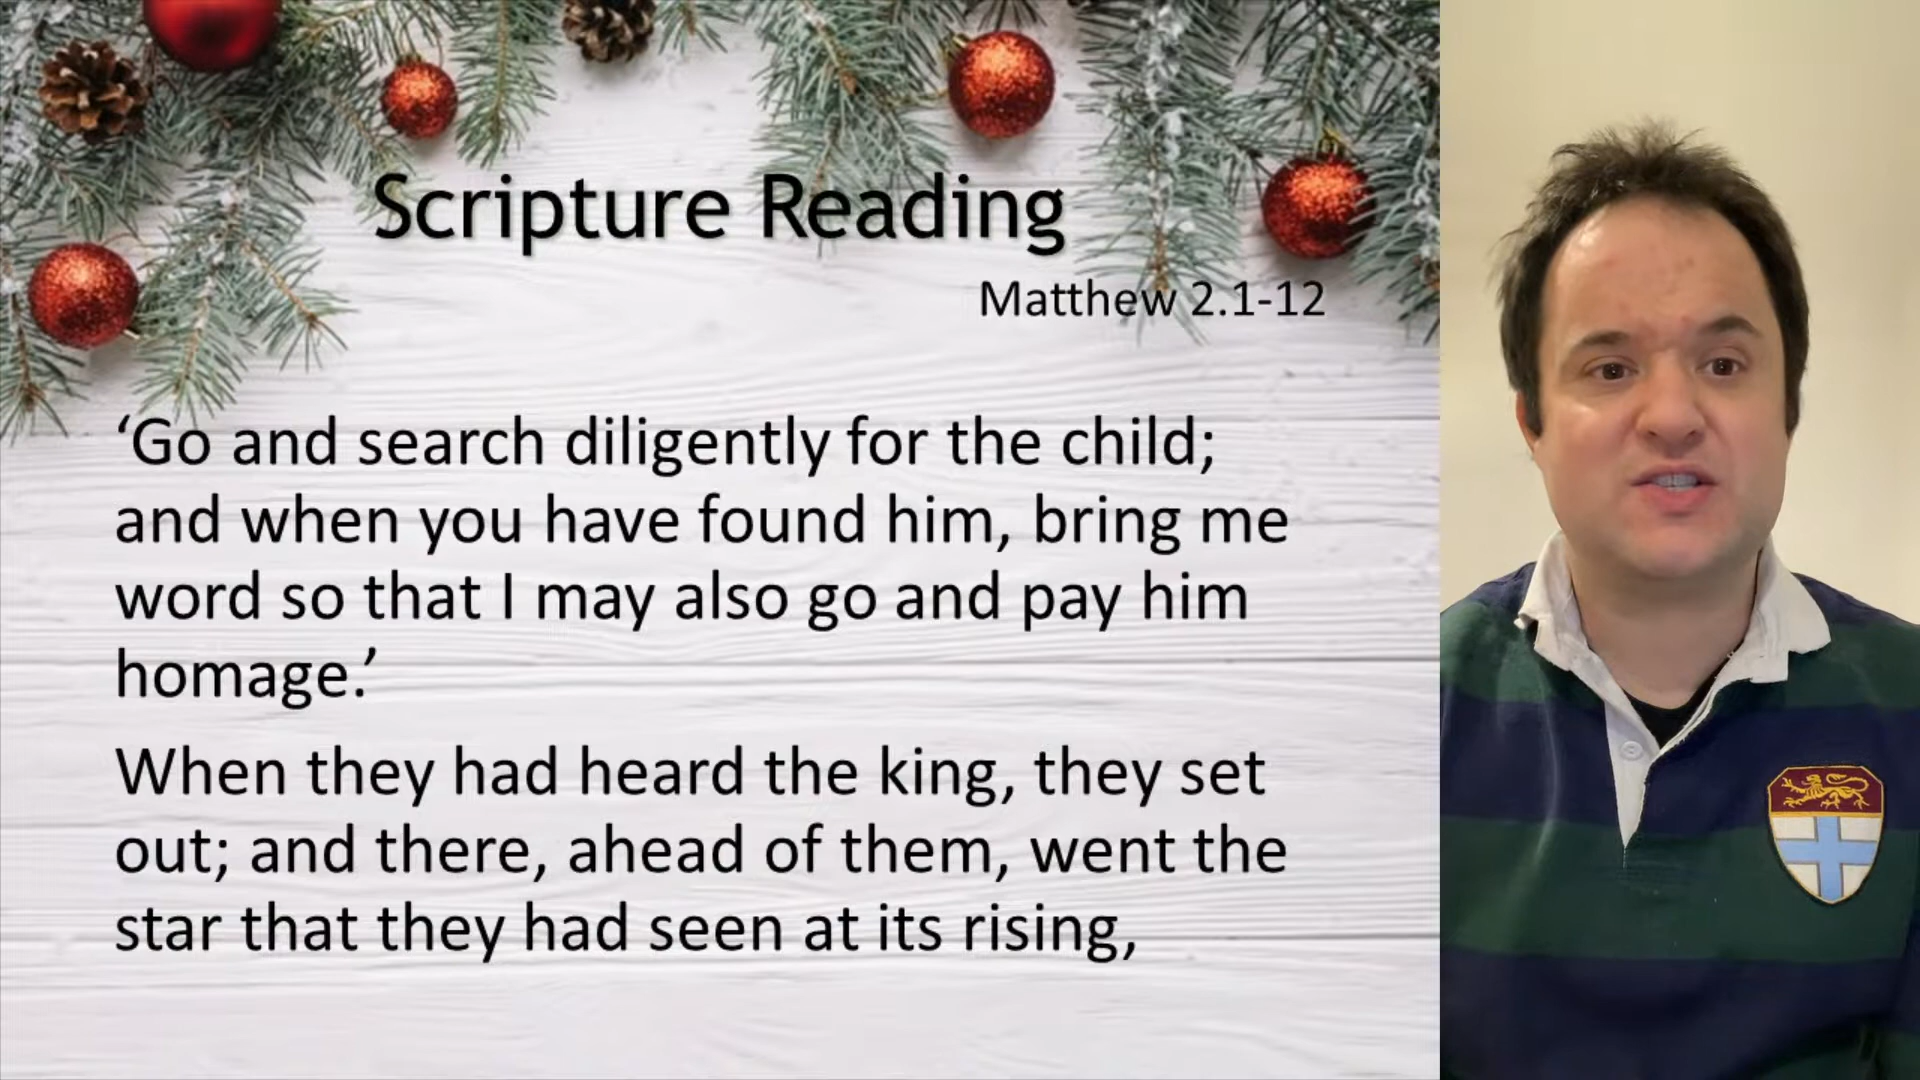 Scripture Reading
Matthew 2.1-12
‘Go and search diligently for the child;
and when you have found him, bring me
word so that I may also go and pay him
homage.’
When they had heard the king, they set
out; and there, ahead of them, went the
star that they had seen at its rising,